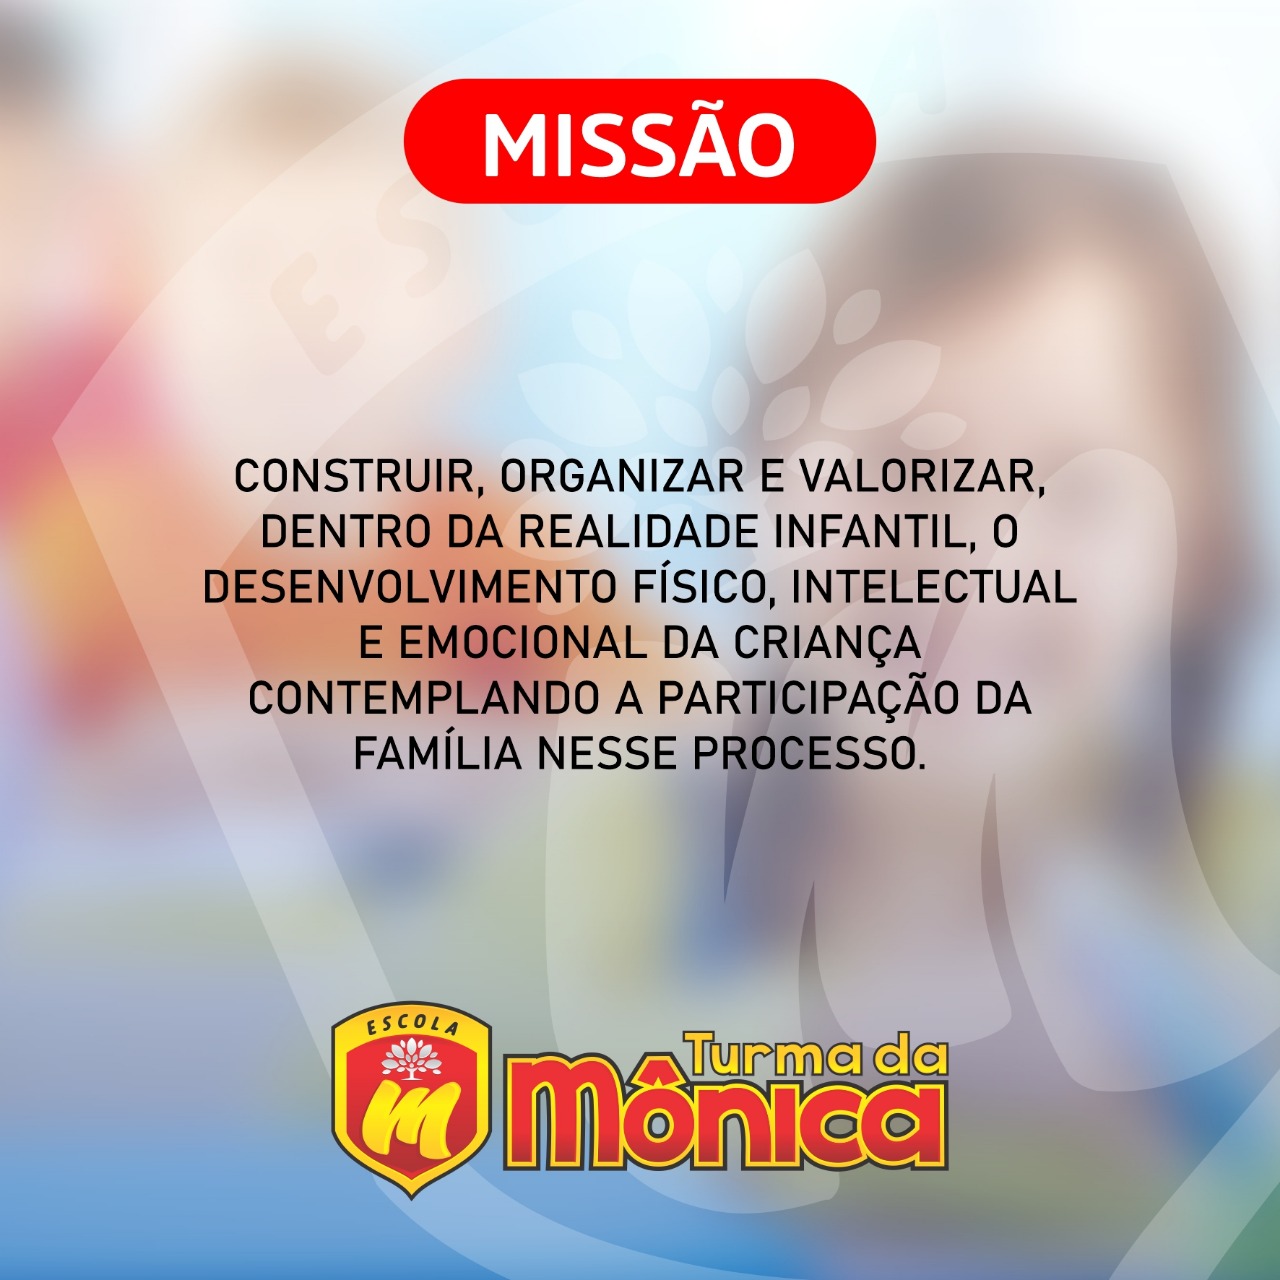 MISSÃO
CONSTRUIR, ORGANIZAR E VALORIZAR,
DENTRO DA REALIDADE INFANTIL, O
DESENVOLVIMENTO FÍSICO, INTELECTUAL
E EMOCIONAL DA CRIANÇA
CONTEMPLANDO A PARTICIPAÇÃO DA
FAMÍLIA NESSE PROCESSO.
ESCOLA
m
Turma da
Mônica